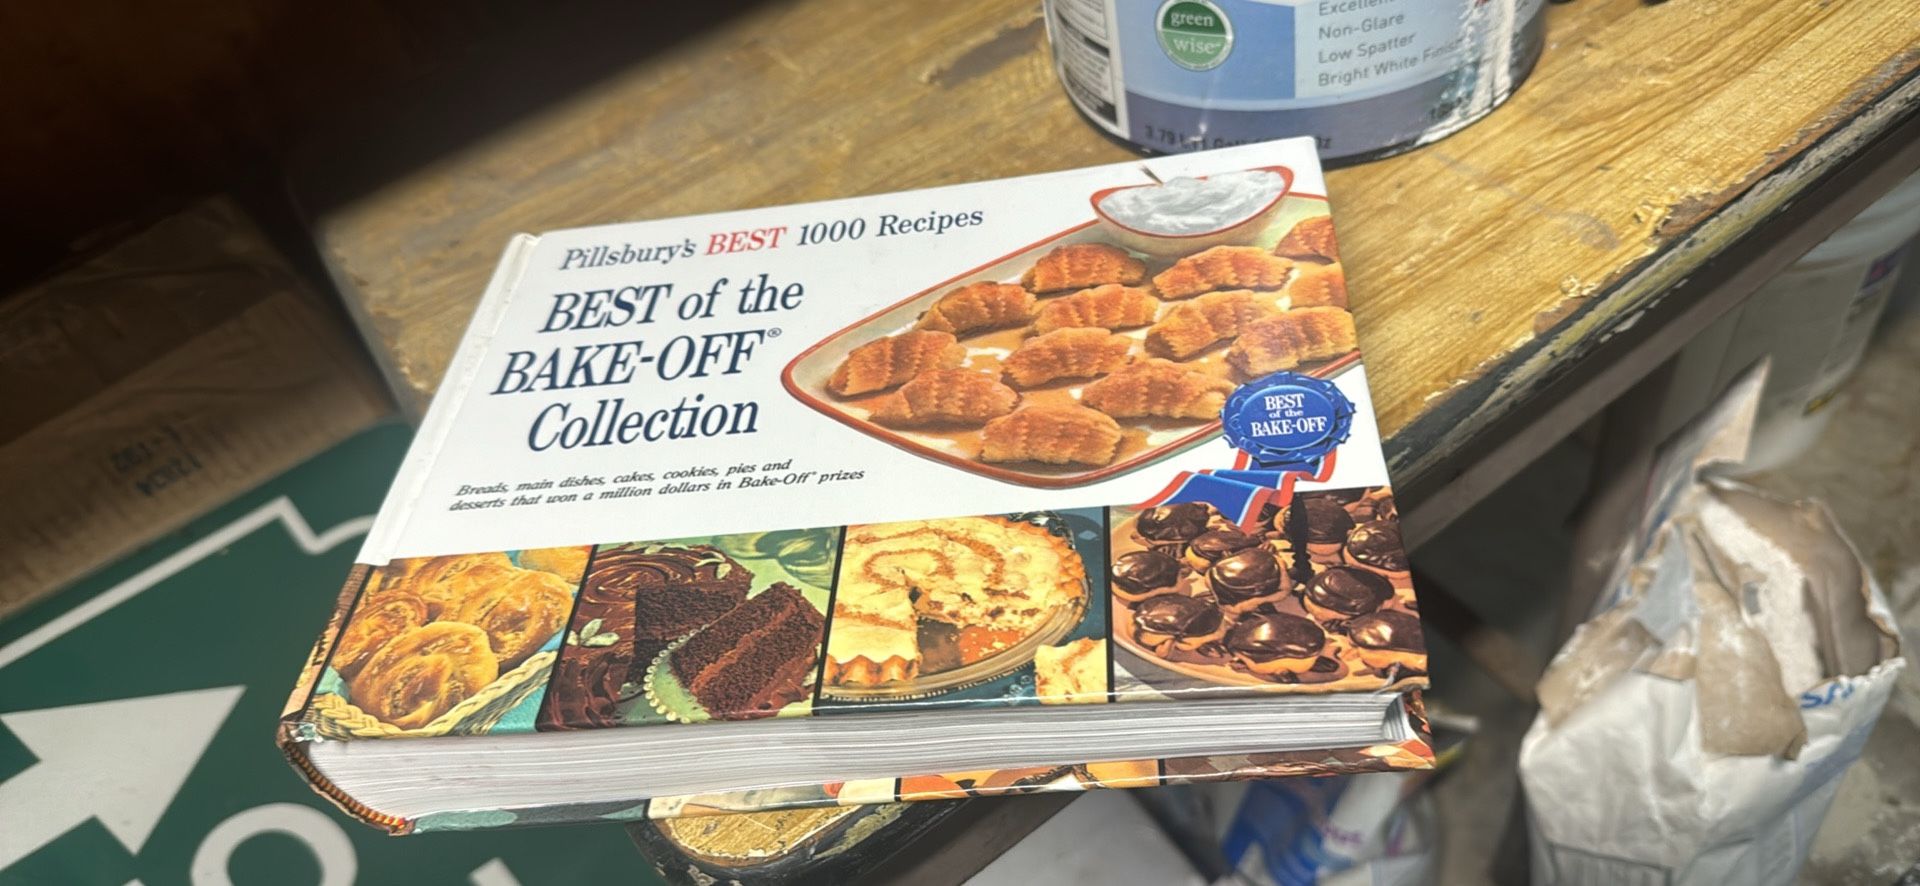 green
wise
Non-Glare
Low Spatter
Bright White Finish
Pillsbury's BEST 1000 Recipes
BEST of the
BAKE-OFF®
Collection
Breads, main dishes, cakes, cookies, pies and
desserts that won a million dollars in Bake-Off® prizes
BEST
of the
BAKE-OFF